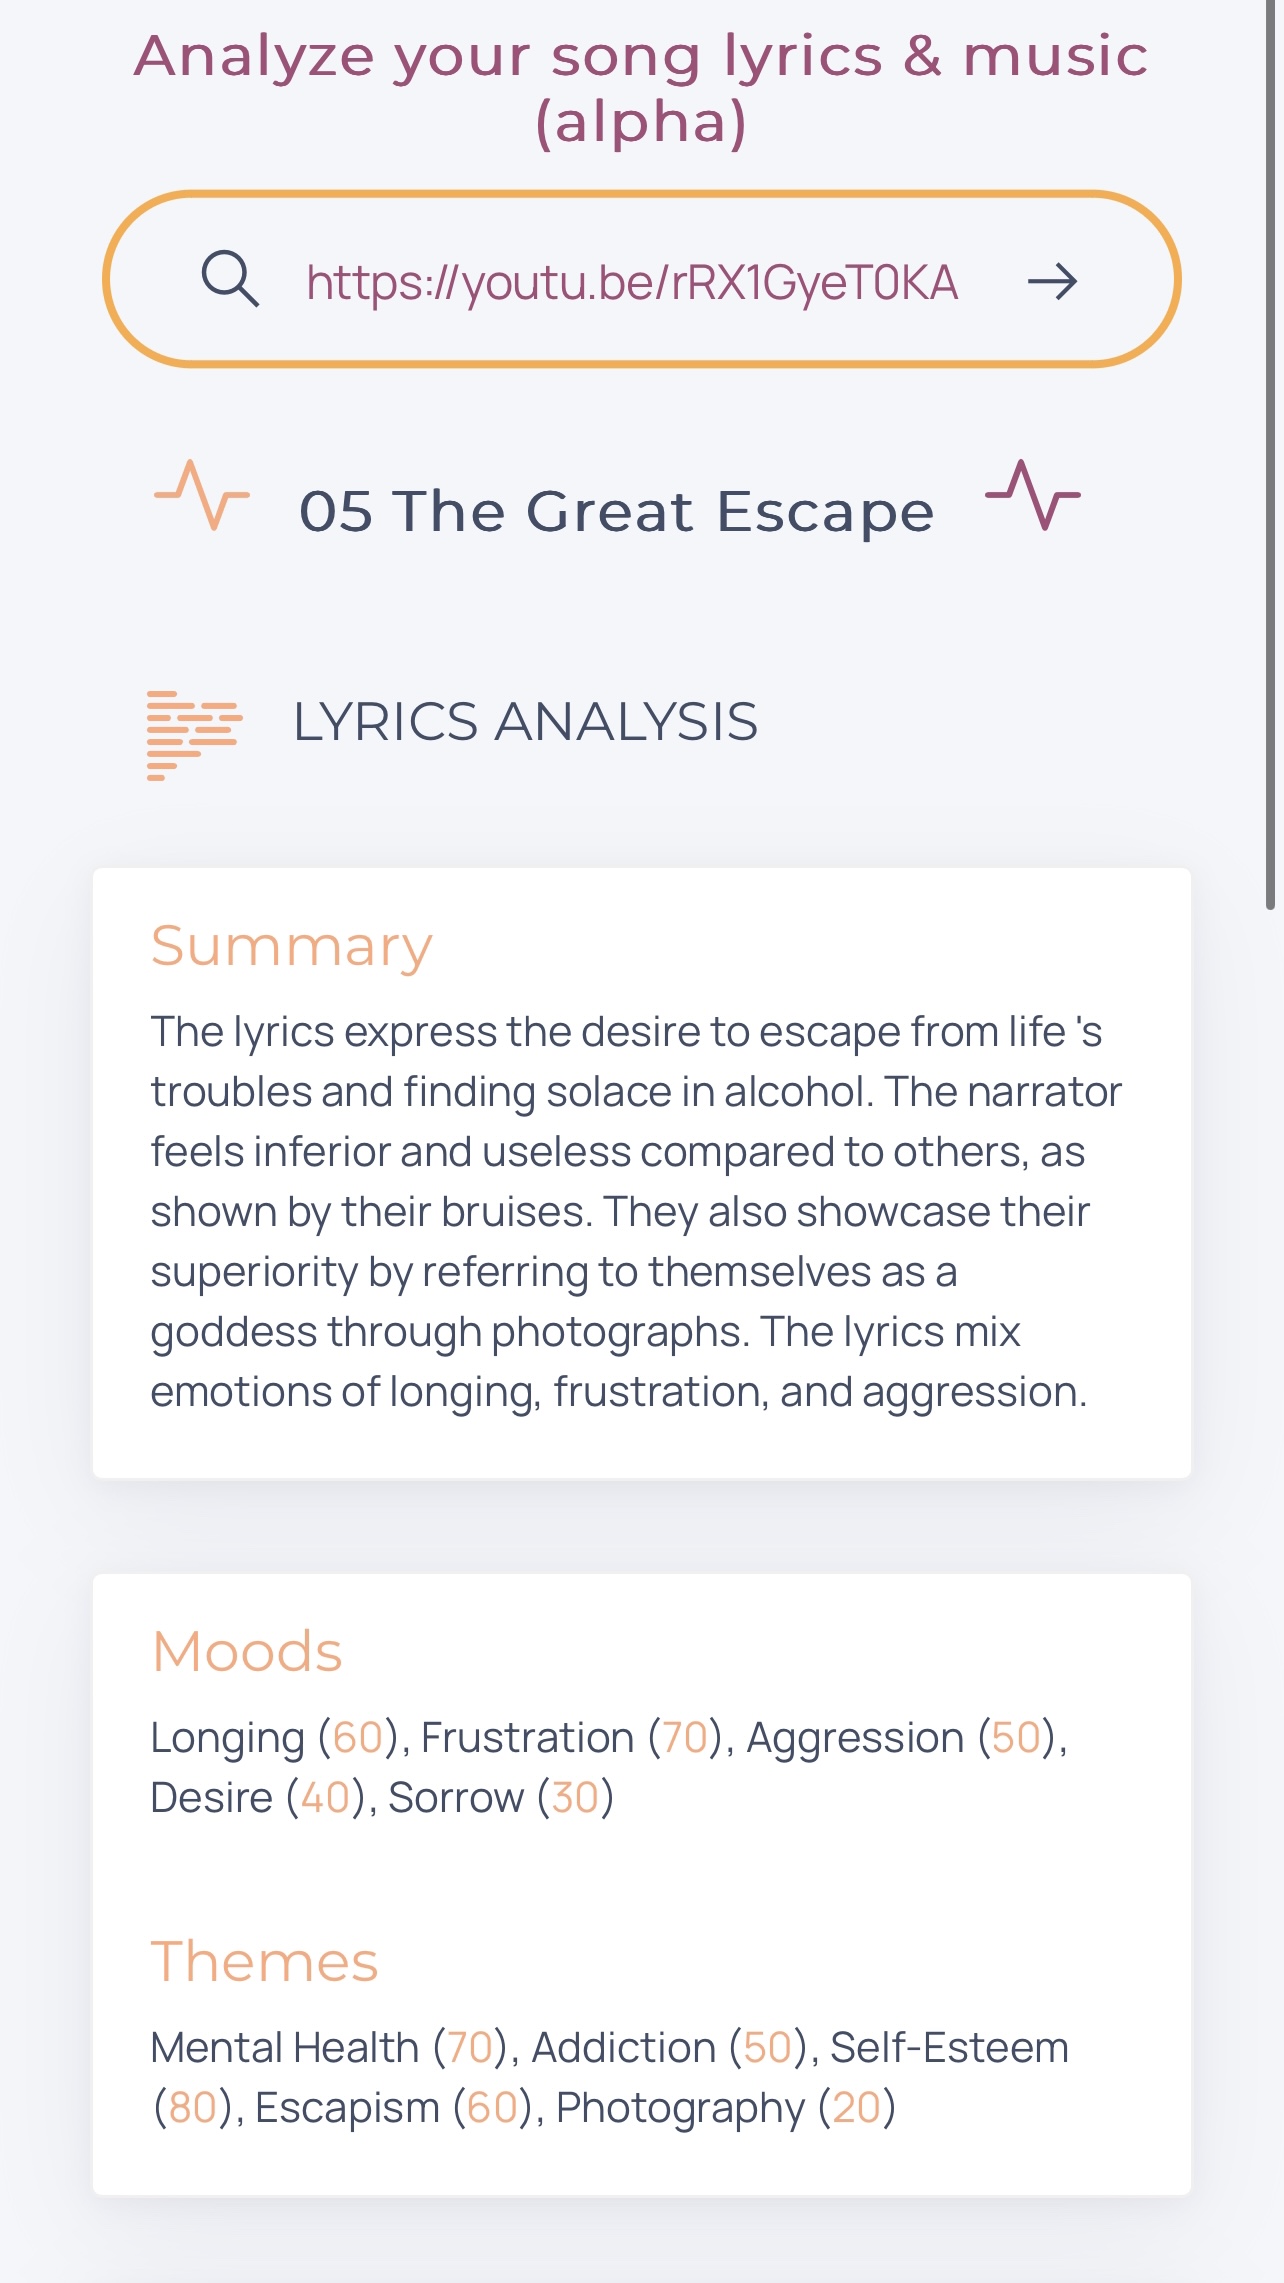 Analyze your song lyrics & music
(alpha)
https://youtu.be/rRX1GyeT0KA
05 The Great Escape
LYRICS ANALYSIS
Summary
The lyrics express the desire to escape from life 's
troubles and finding solace in alcohol. The narrator
feels inferior and useless compared to others, as
shown by their bruises. They also showcase their
superiority by referring to themselves as a
goddess through photographs. The lyrics mix
emotions of longing, frustration, and aggression.
Moods
Longing (60), Frustration (70), Aggression (50),
Desire (40), Sorrow (30)
Themes
Mental Health (70), Addiction (50), Self-Esteem
(80), Escapism (60), Photography (20)